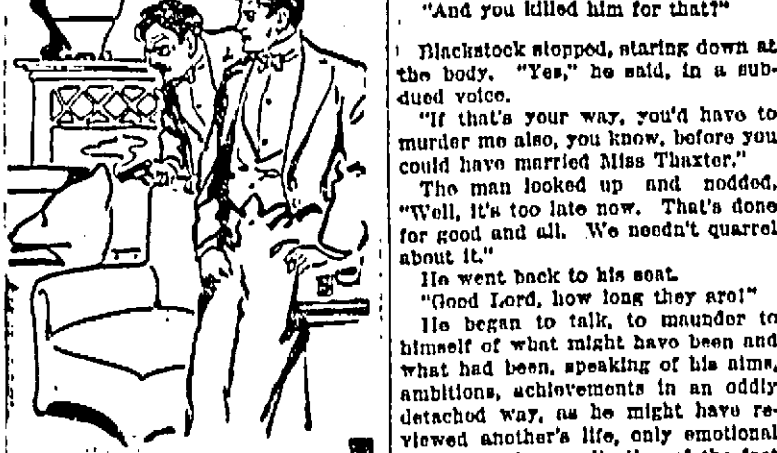 "And you killed him for that?"
Blackstock stopped, staring down at
the body. "Yes," he said, in a sub-
dued voice.
"If that's your way, you'd have to
murder me also, you know, before you
could have married Miss Thaxter."
The man looked up and nodded.
"Well, it's too late now. That's done
for good and all. We needn't quarrel
about it."
He went back to his seat.
"Good Lord, how long they are!"
He began to talk, to maunder to
himself of what might have been and
what had been, speaking of his aims,
ambitions, achievements in an oddly
detached way, as he might have re-
viewed another's life, only emotional
of the fact